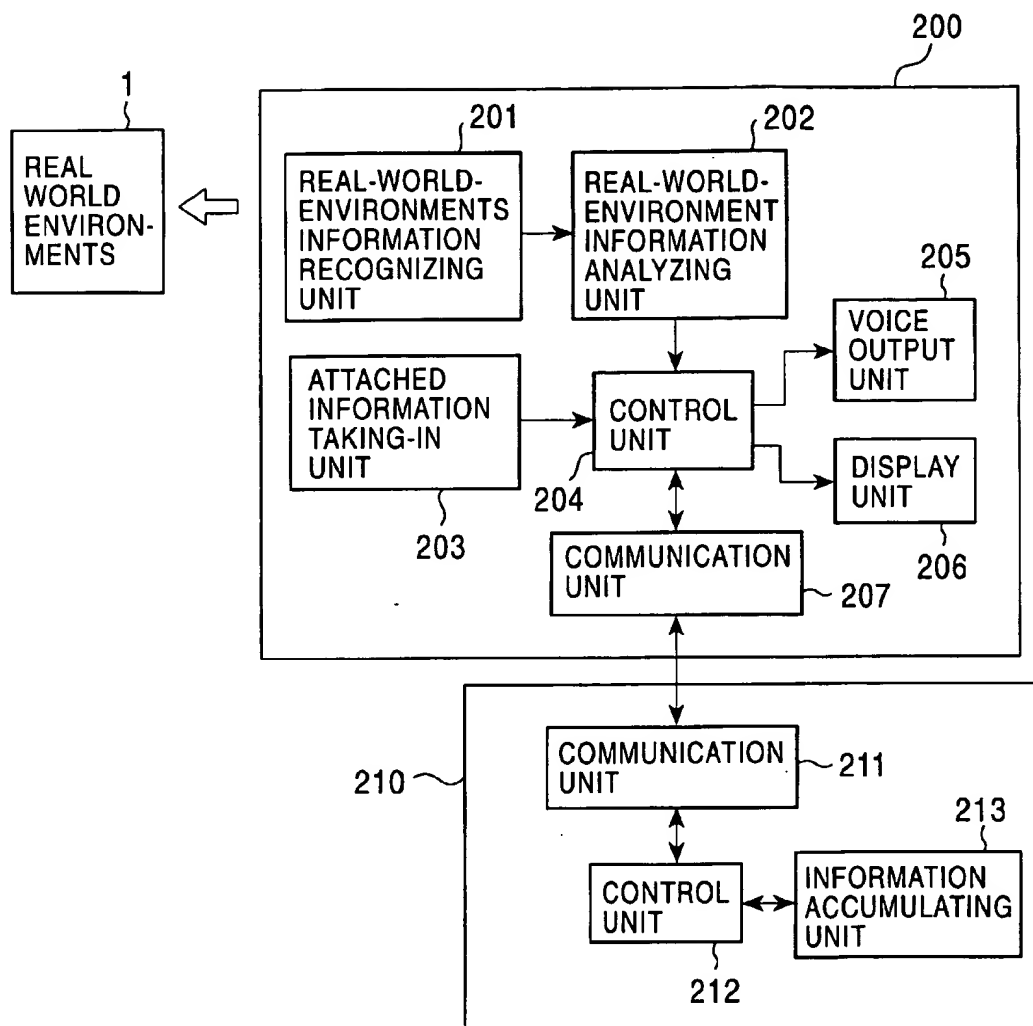 200
1
REAL
WORLD
ENVIRON-
MENTS
201
REAL-WORLD-
ENVIRONMENTS
INFORMATION
RECOGNIZING
UNIT
202
REAL-WORLD-
ENVIRONMENT
INFORMATION
ANALYZING
UNIT
205
VOICE
OUTPUT
UNIT
ATTACHED
INFORMATION
TAKING-IN
UNIT
203
CONTROL
UNIT
204
DISPLAY
UNIT
206
COMMUNICATION
UNIT
207
210
COMMUNICATION
UNIT
211
213
CONTROL
UNIT
212
INFORMATION
ACCUMULATING
UNIT